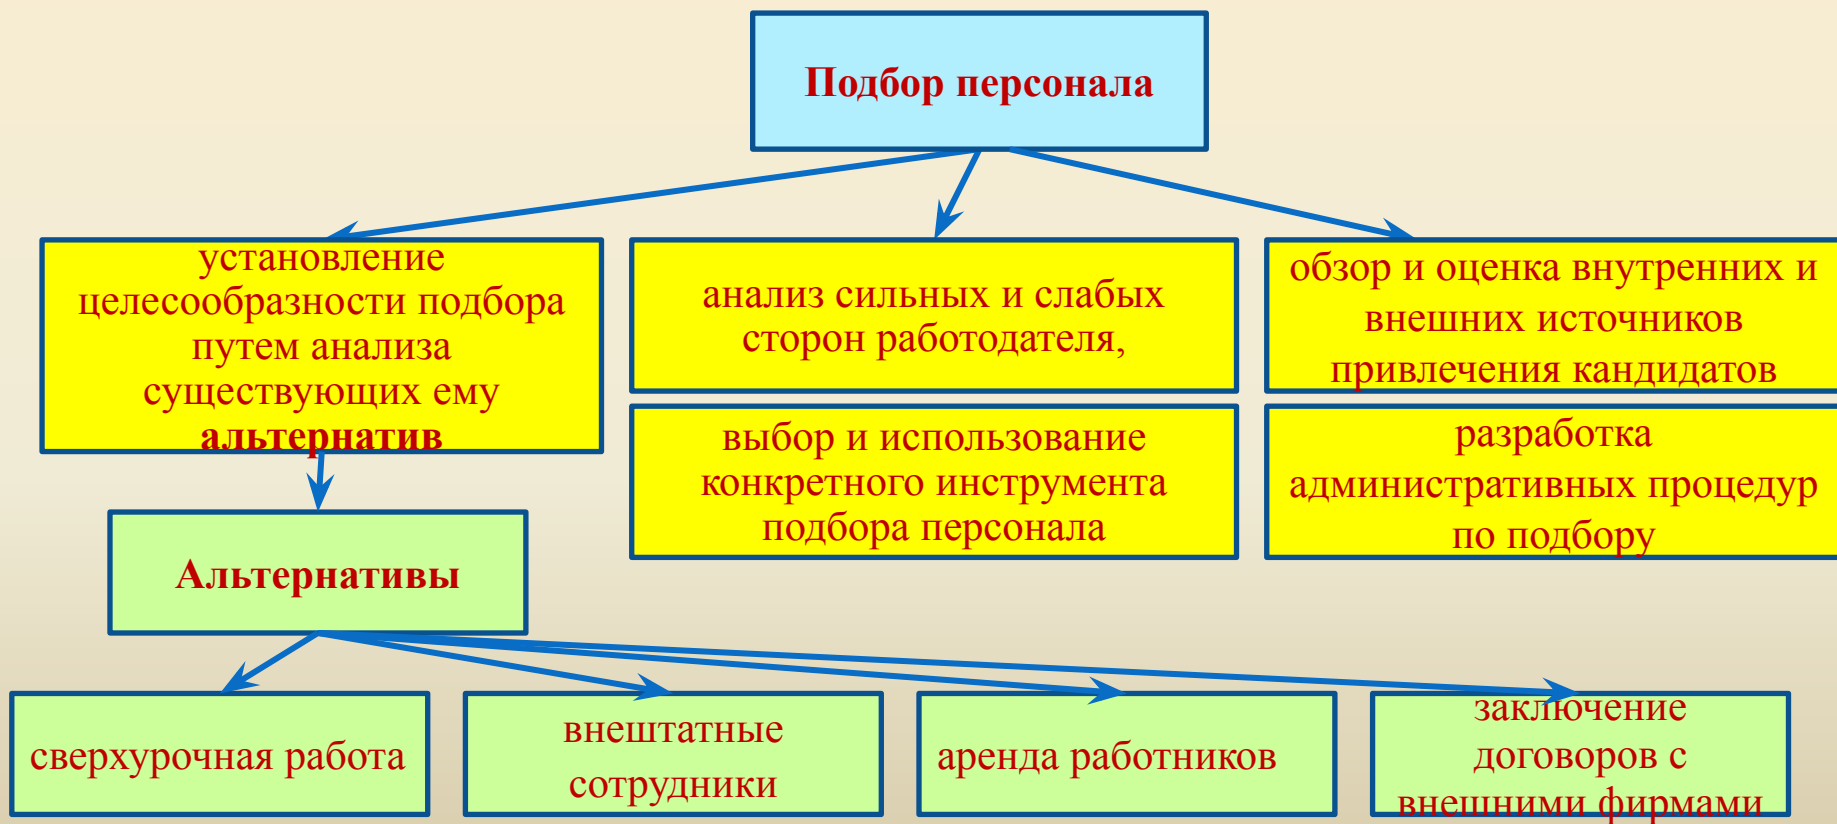 Подбор персонала
установление
целесообразности подбора
путем анализа
существующих ему
альтернатив
анализ сильных и слабых
сторон работодателя,
обзор и оценка внутренних и
внешних источников
привлечения кандидатов
выбор и использование
конкретного инструмента
подбора персонала
разработка
административных процедур
по подбору
Альтернативы
сверхурочная работа
внештатные
сотрудники
аренда работников
заключение
договоров с
внешними фирмами